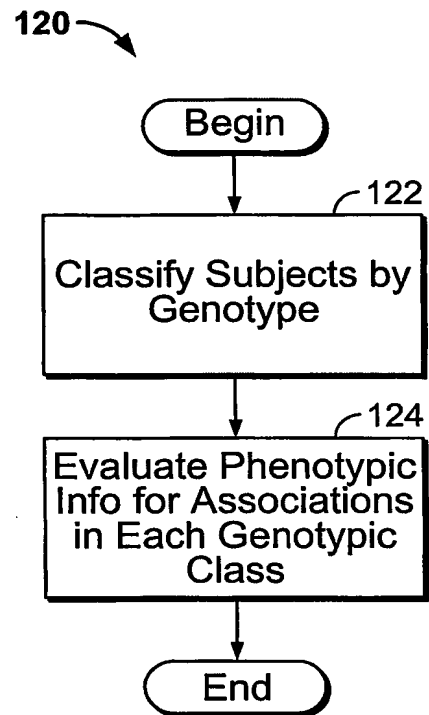 120
Begin
122
Classify Subjects by
Genotype
124
Evaluate Phenotypic
Info for Associations
in Each Genotypic
Class
End